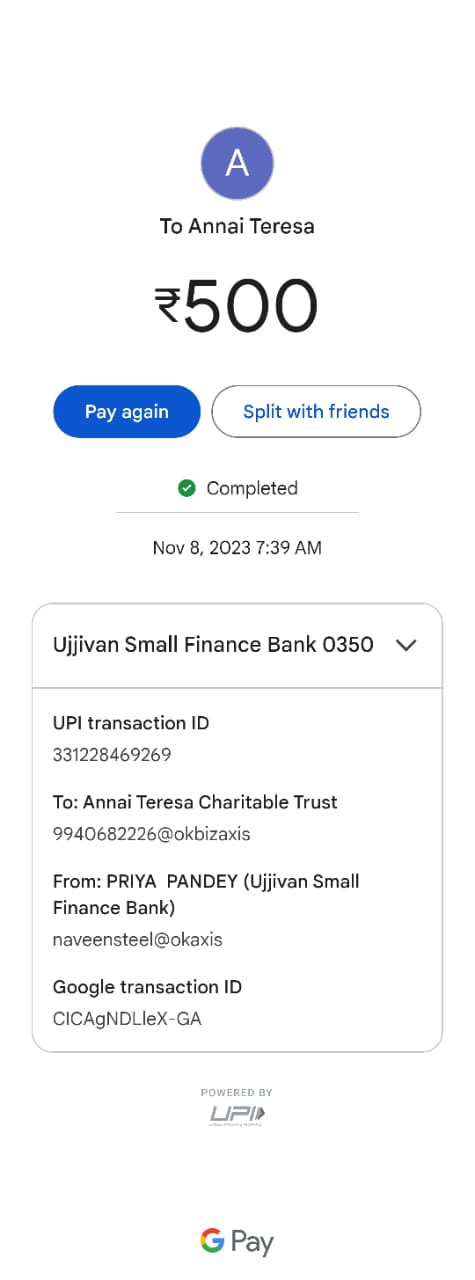 A
To Annai Teresa
₹500
Pay again
Split with friends
Completed
Nov 8, 2023 7:39 AM
Ujjivan Small Finance Bank 0350
UPI transaction ID
331228469269
To: Annai Teresa Charitable Trust
9940682226@okbizaxis
From: PRIYA  PANDEY (Ujjivan Small
Finance Bank)
naveensteel@okaxis
Google transaction ID
CICAgNDLleX-GA
POWERED BY
UPI
G Pay